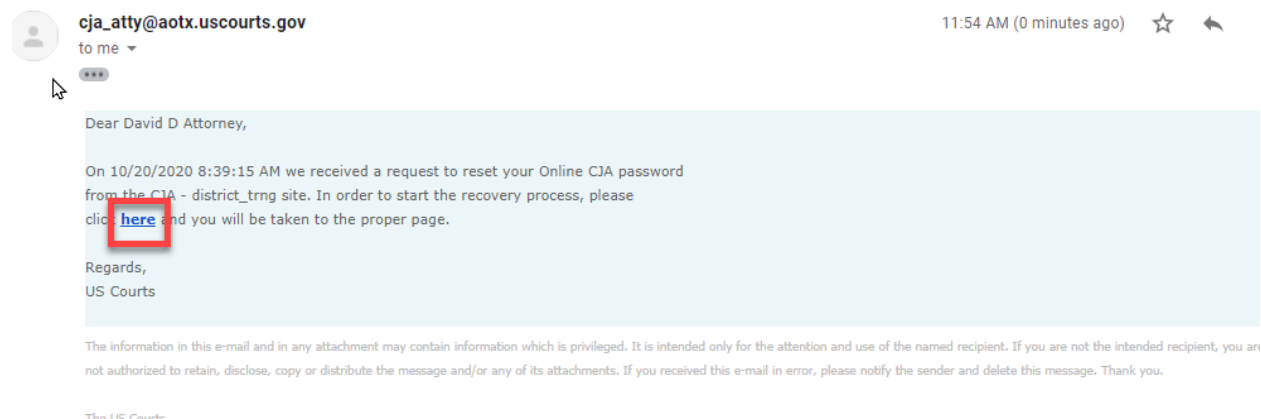 cja_atty@aotx.uscourts.gov 11:54 AM (0 minutes ago)
to me
Dear David D Attorney,
On 10/20/2020 8:39:15 AM we received a request to reset your Online CJA password
from the CJA - district_trng site. In order to start the recovery process, please
click here and you will be taken to the proper page.
Regards,
US Courts
The information in this e-mail and in any attachment may contain information which is privileged. It is intended only for the attention and use of the named recipient. If you are not the intended recipient, you are
not authorized to retain, disclose, copy or distribute the message and/or any of its attachments. If you received this e-mail in error, please notify the sender and delete this message. Thank you.
The US Courts